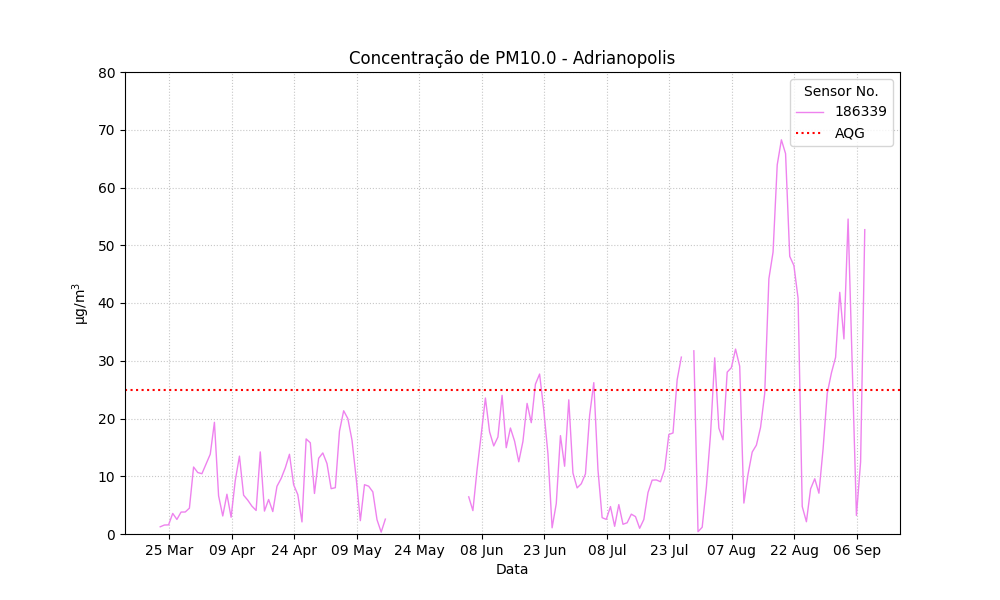 Concentração de PM10.0 - Adrianopolis
80
70
60
50
40
30
20
10
0
µg/m³
Sensor No.
186339
AQG
25 Mar 09 Apr 24 Apr 09 May 24 May 08 Jun 23 Jun 08 Jul 23 Jul 07 Aug 22 Aug 06 Sep
Data